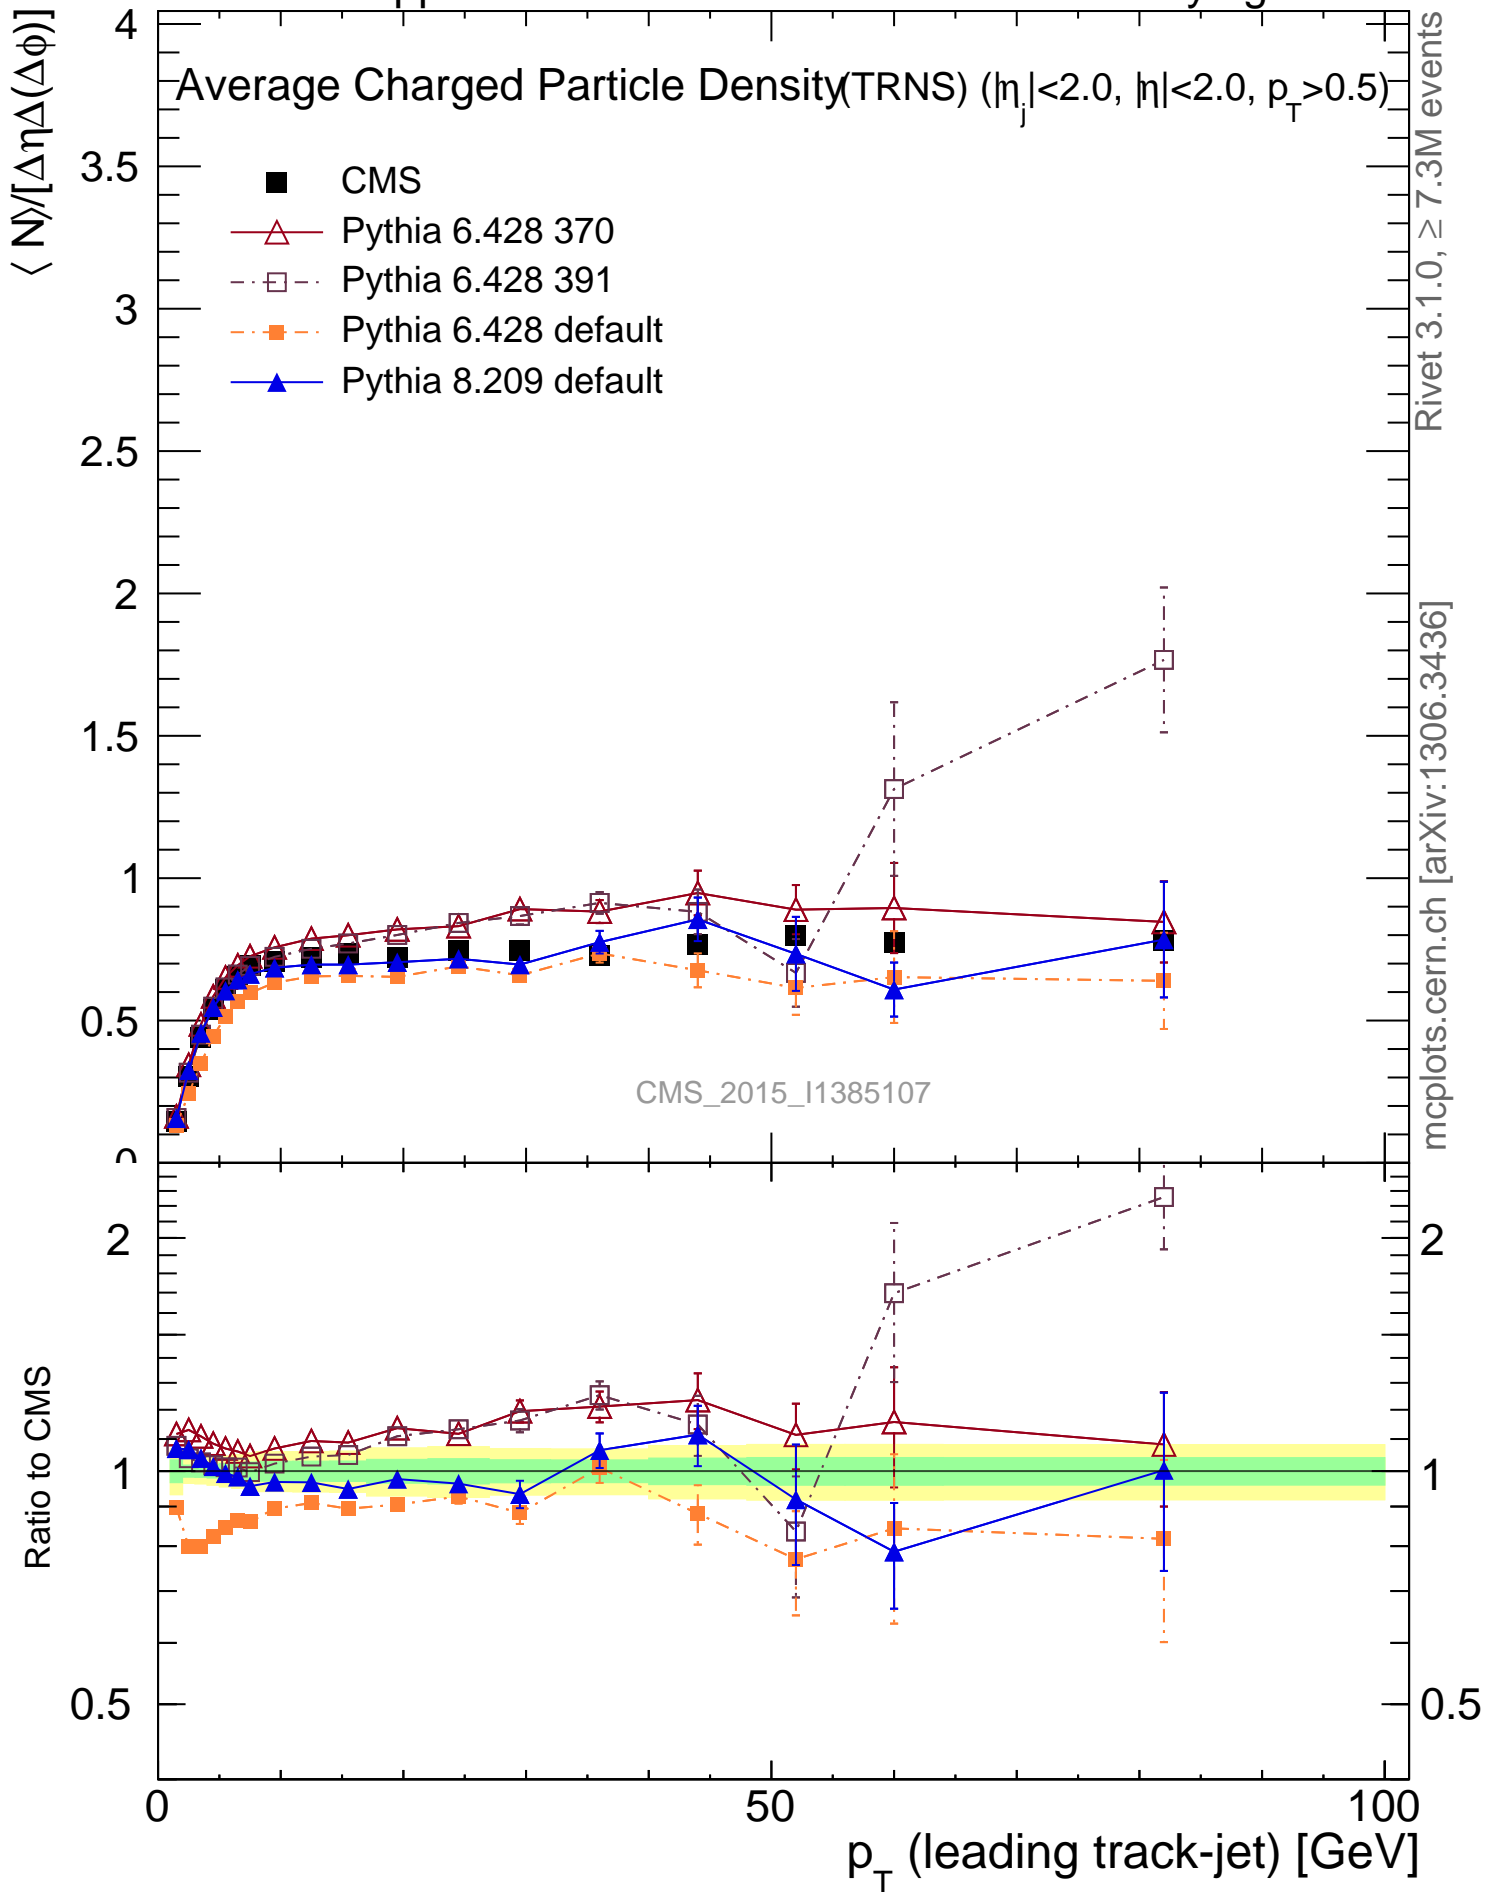 pp
Average Charged Particle Density (TRNS) (|η_j|<2.0, |η|<2.0, p_T>0.5)
⟨ N⟩/[ΔηΔ(Δϕ)]
CMS
Pythia 6.428 370
Pythia 6.428 391
Pythia 6.428 default
Pythia 8.209 default
4
3.5
3
2.5
2
1.5
1
0.5
0
CMS_2015_I1385107
Rivet 3.1.0, ≥ 7.3M events
mcplots.cern.ch [arXiv:1306.3436]
Ratio to CMS
2
1
0.5
2
1
0.5
0
50
100
p_T (leading track-jet) [GeV]